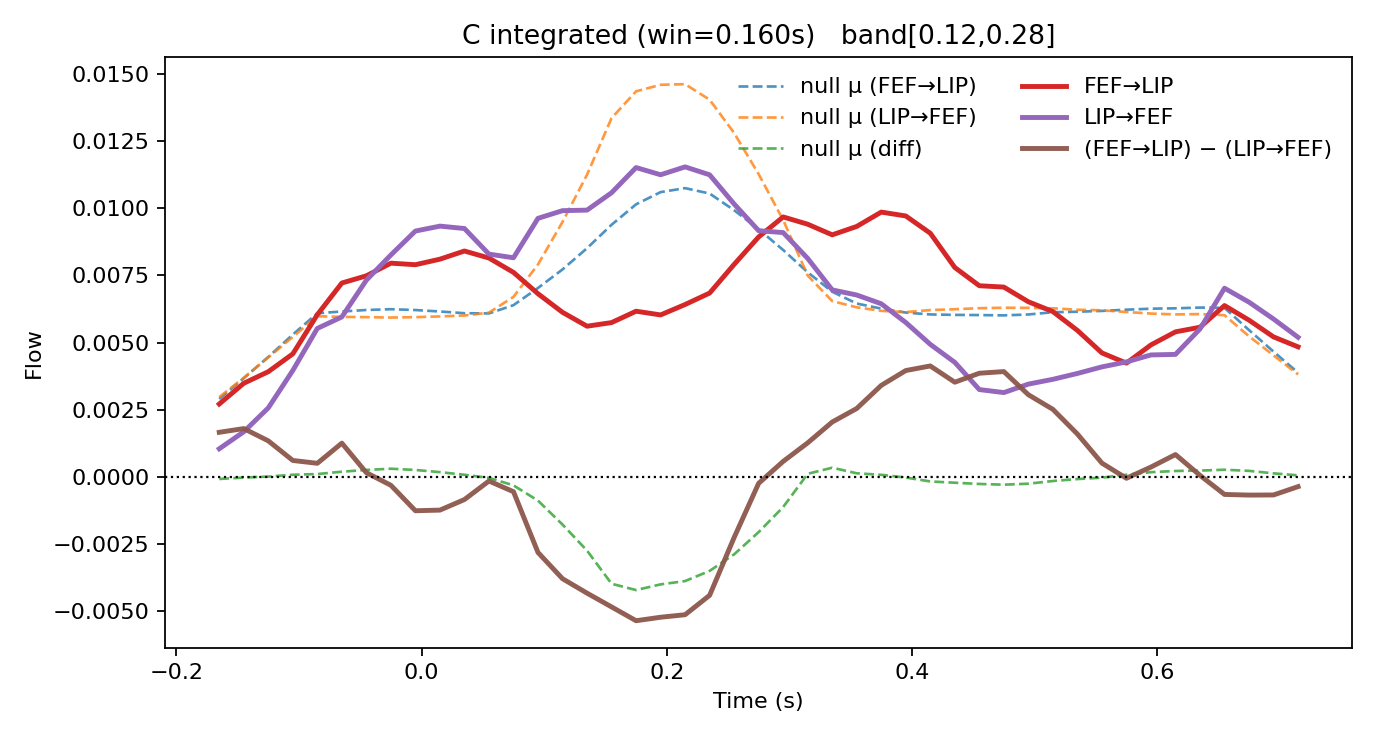 C integrated (win=0.160s)   band[0.12,0.28]
null μ (FEF→LIP)
null μ (LIP→FEF)
null μ (diff)
FEF→LIP
LIP→FEF
(FEF→LIP) − (LIP→FEF)
0.0150
0.0125
0.0100
0.0075
0.0050
0.0025
0.0000
−0.0025
−0.0050
Flow
−0.2
0.0
0.2
0.4
0.6
Time (s)